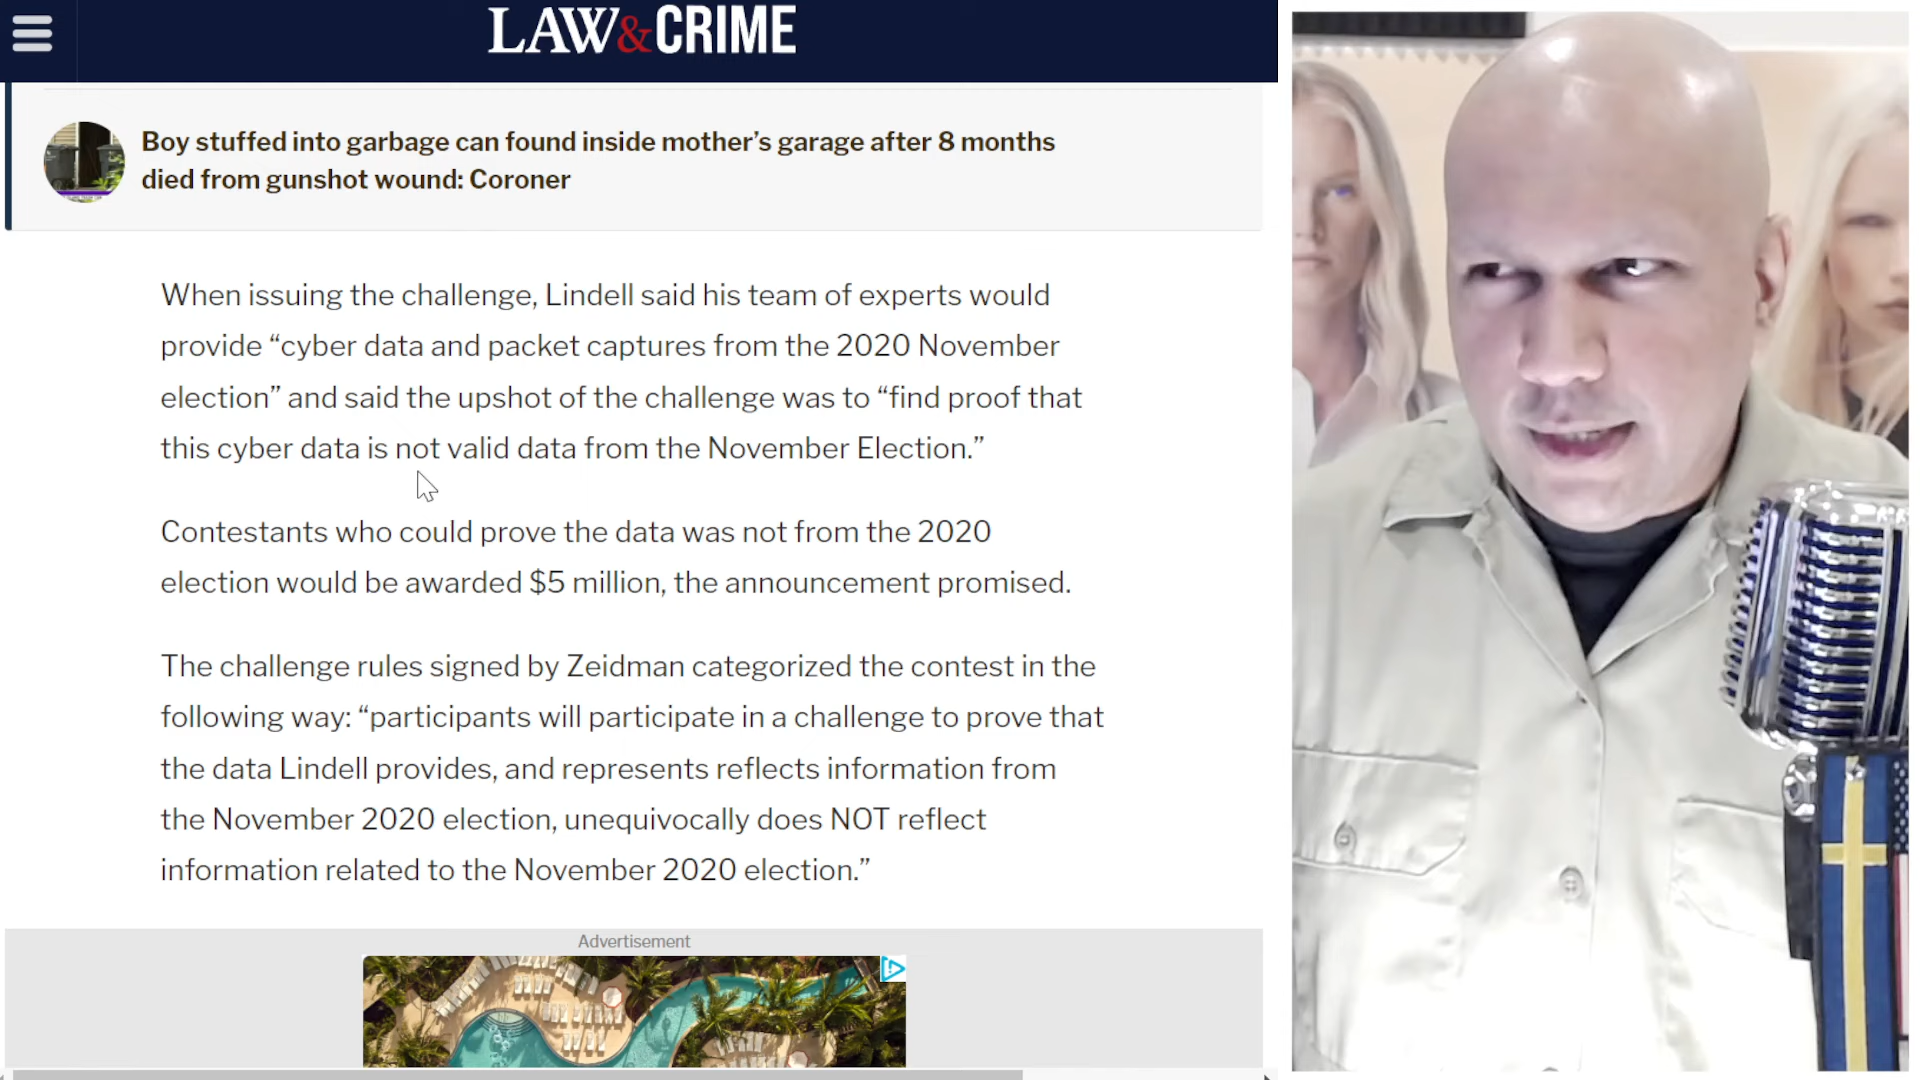 LAW&CRIME
Boy stuffed into garbage can found inside mother’s garage after 8 months
died from gunshot wound: Coroner
When issuing the challenge, Lindell said his team of experts would
provide “cyber data and packet captures from the 2020 November
election” and said the upshot of the challenge was to “find proof that
this cyber data is not valid data from the November Election.”
Contestants who could prove the data was not from the 2020
election would be awarded $5 million, the announcement promised.
The challenge rules signed by Zeidman categorized the contest in the
following way: “participants will participate in a challenge to prove that
the data Lindell provides, and represents reflects information from
the November 2020 election, unequivocally does NOT reflect
information related to the November 2020 election.”
Advertisement